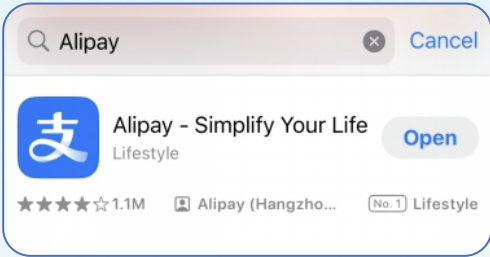 Alipay Cancel
支
Alipay - Simplify Your Life
Lifestyle
Open
★★★★☆ 1.1M Alipay (Hangzho... No. 1 Lifestyle